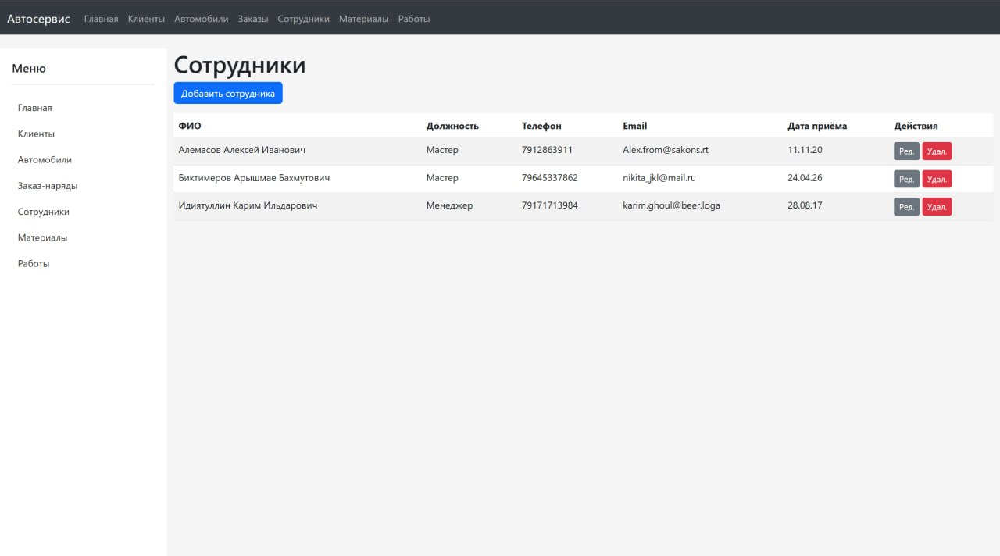 Автосервис Главная Клиенты Автомобили Заказы Сотрудники Материалы Работы
Меню
Главная
Клиенты
Автомобили
Заказ-наряды
Сотрудники
Материалы
Работы
Сотрудники
Добавить сотрудника
ФИО Должность Телефон Email Дата приёма Действия
Алемасов Алексей Иванович Мастер 7912863911 Alex.from@sakons.rt 11.11.20 Ред. Удал.
Биктимеров Арышмае Бахмутович Мастер 79645337862 nikita_jkl@mail.ru 24.04.26 Ред. Удал.
Идиятуллин Карим Ильдарович Менеджер 79171713984 karim.ghoul@beer.loga 28.08.17 Ред. Удал.